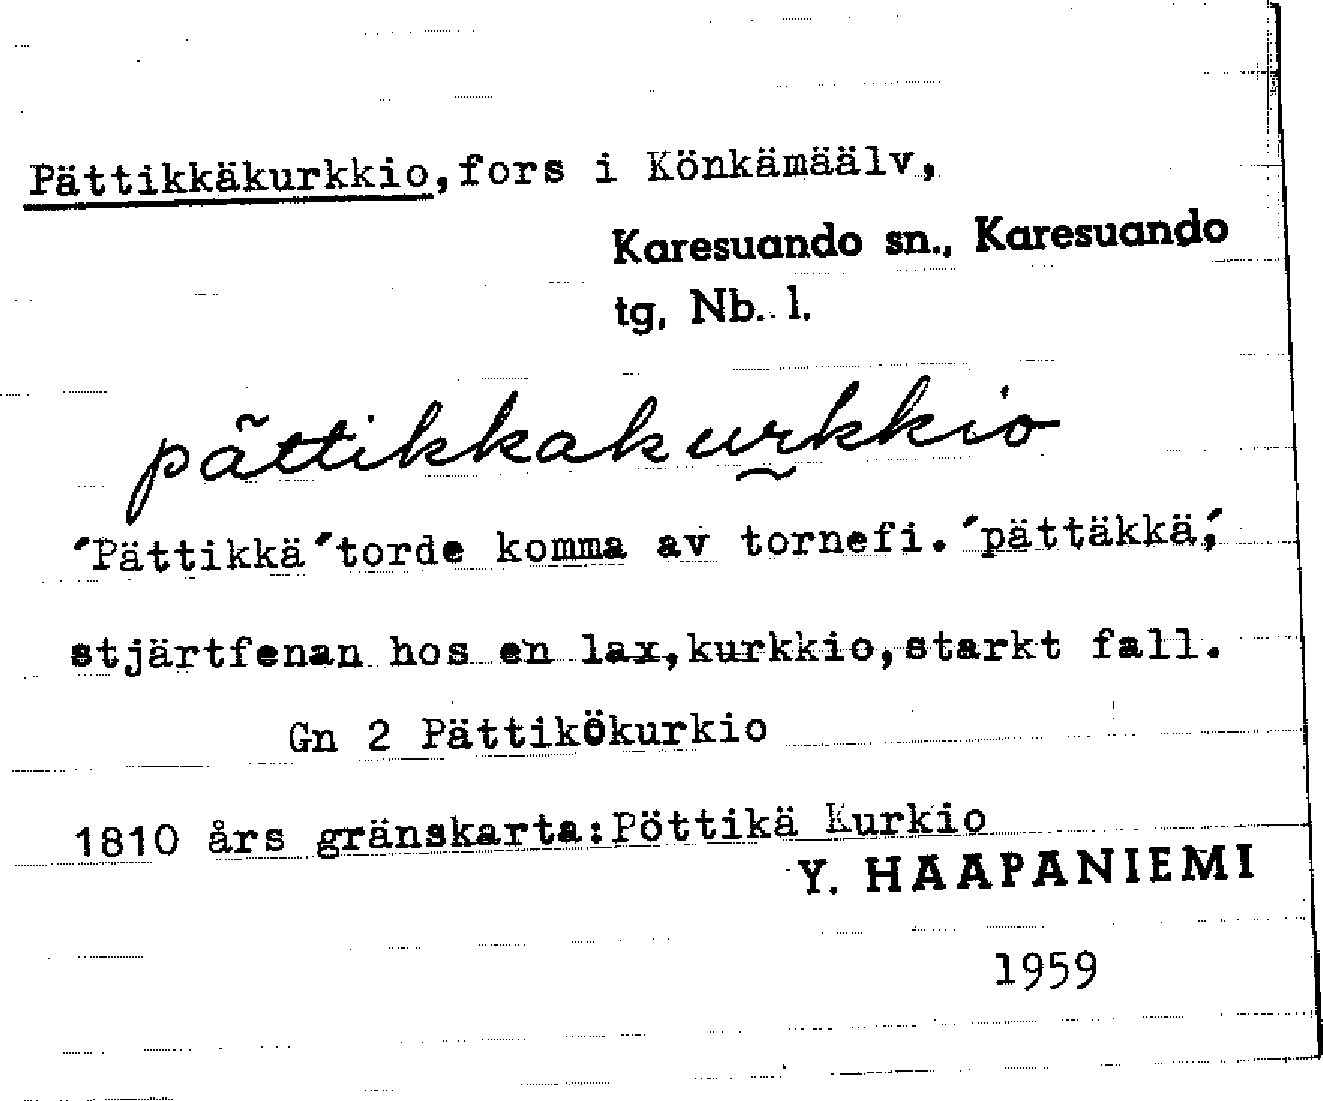 Pättikkäkurkkio,fors i Könkämäälv,
Karesuando sn., Karesuando
tg, Nb. l.
pättikkakurkkio
"Pättikkä"torde komma av tornefi."pättäkkä,"
stjärtfenan hos en lax,kurkkio,starkt fall.
Gn 2 Pättikökurkio
1810 års gränskarta:Pöttikä Kurkio
Y. HAAPANIEMI
1959